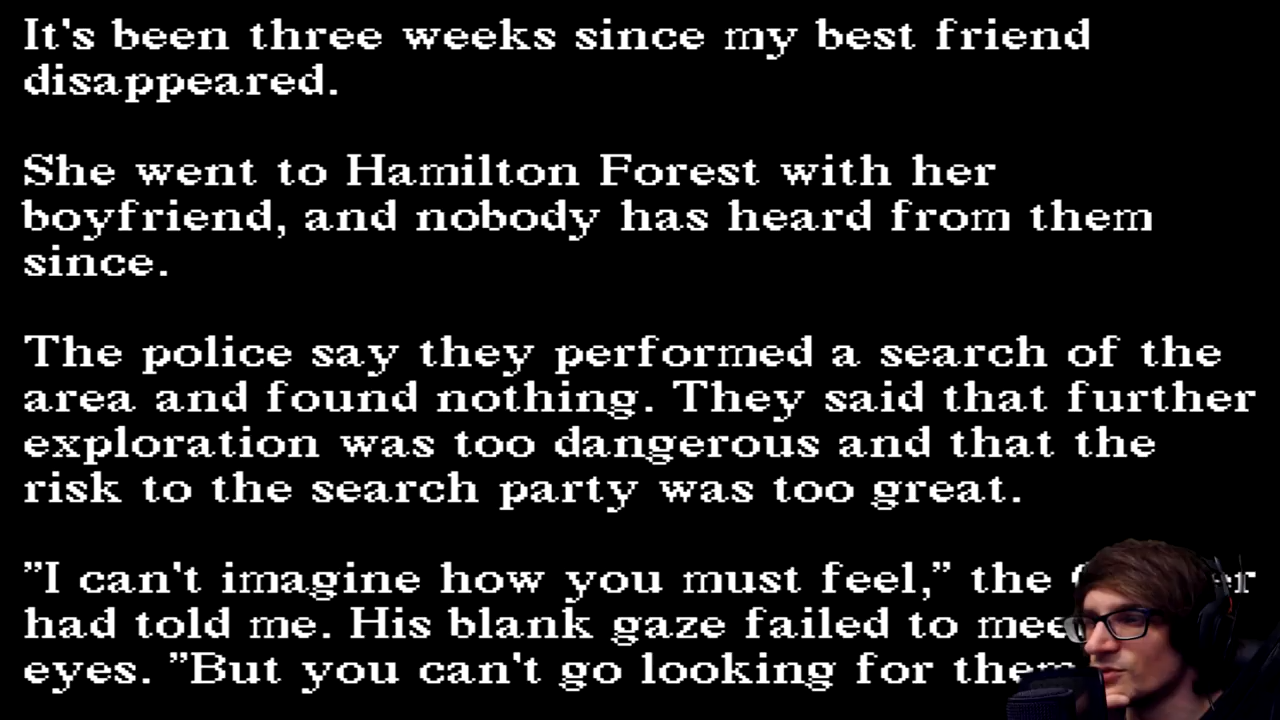 It's been three weeks since my best friend
disappeared.
She went to Hamilton Forest with her
boyfriend, and nobody has heard from them
since.
The police say they performed a search of the
area and found nothing. They said that further
exploration was too dangerous and that the
risk to the search party was too great.
"I can't imagine how you must feel," the
had told me. His blank gaze failed to
eyes. "But you can't go looking for